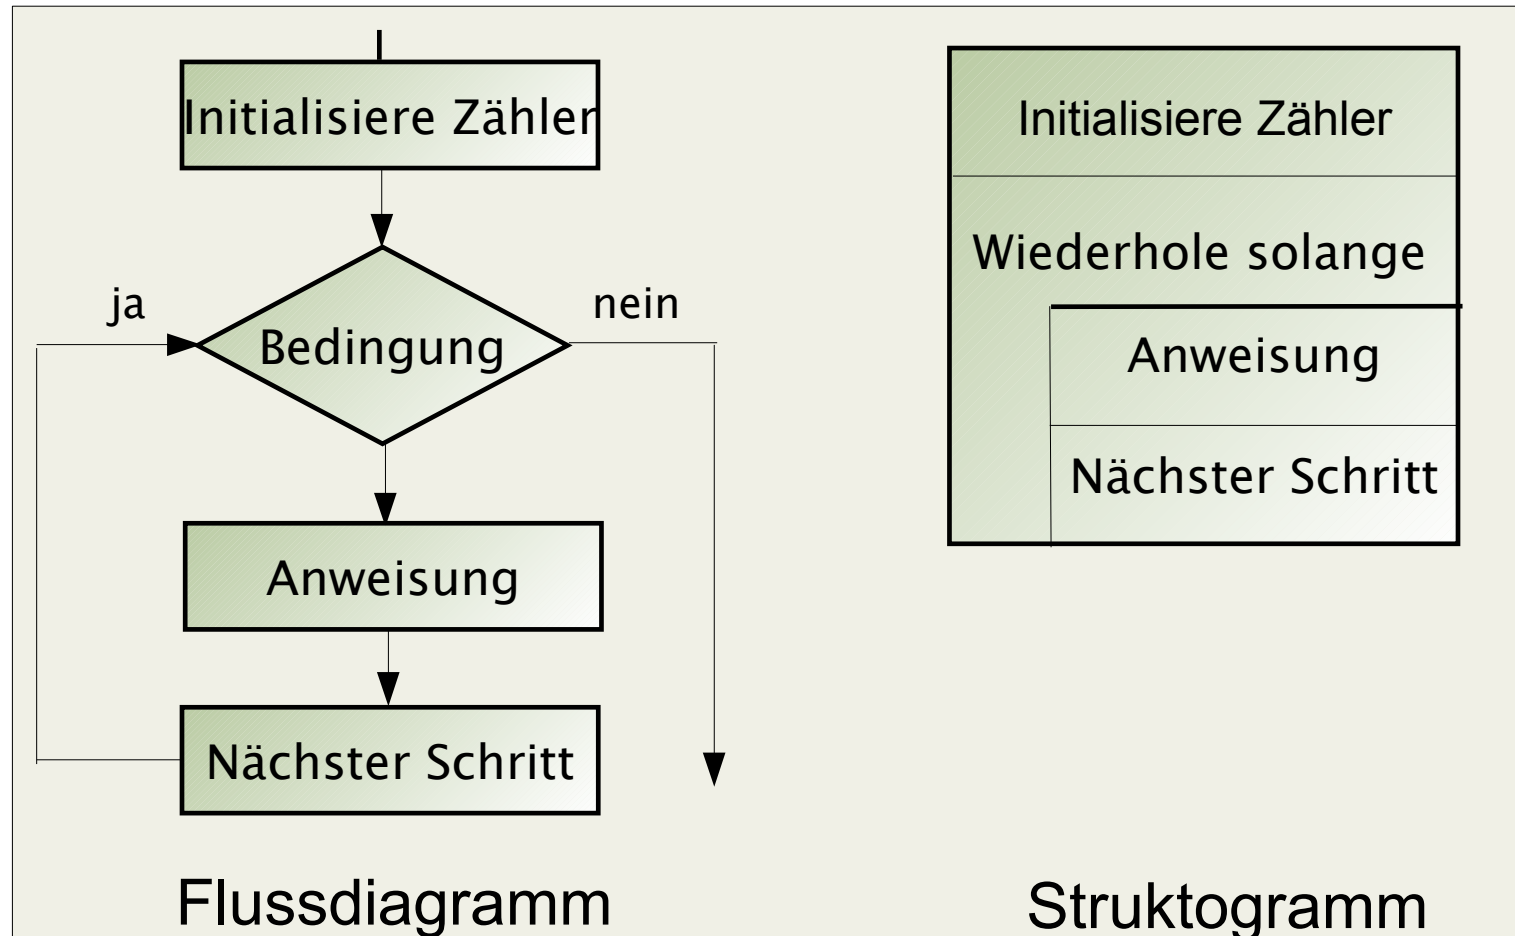 Initialisiere Zähler
ja
nein
Bedingung
Anweisung
Nächster Schritt
Flussdiagramm
Initialisiere Zähler
Wiederhole solange
Anweisung
Nächster Schritt
Struktogramm